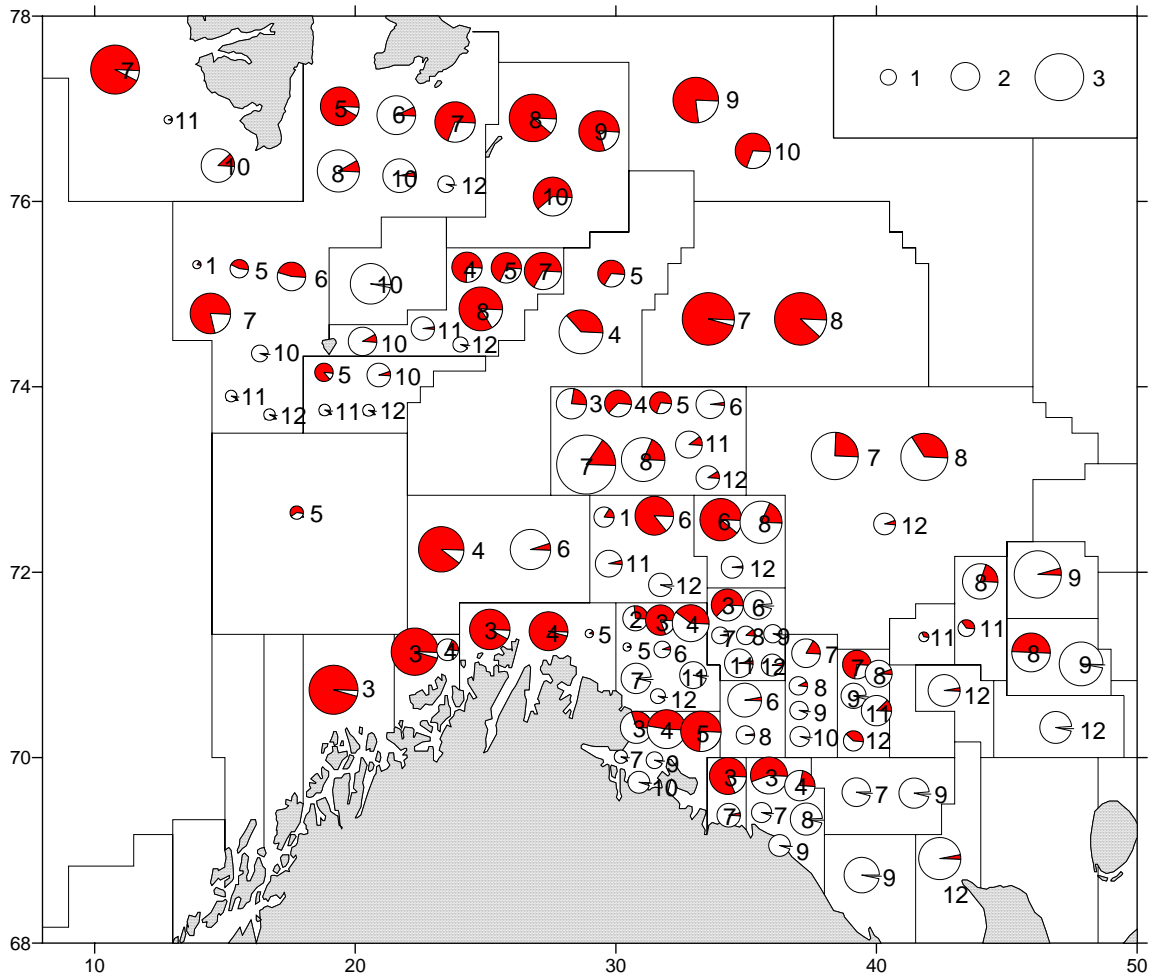 78
1 2 3
7 5 6 7 8 9 9
11
10 8 10 12 10 10
76
1 5 6 10 4 5 7 5
7 8 4 7 8
10 10 11 12
11 12 5 10
11 12
74
3 4 5 6
7 8 11 7 8
12
5 1 6 6 8 12
4 6 11 12 12 8 9
72
3 4 5 2 3 4 3 6 11 11
3 4 5 6 7 8 9 7 7 8 8 9
3 7 11 11 12 8 9 11 12
12 6 9 10 12 12
3 4 5 8
70
7 9 10 3 3 4 7 9
7 7 8
9 9 12
68
10 20 30 40 50